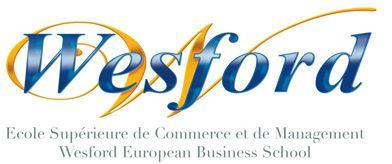 Wesford
Ecole Supérieure de Commerce et de Management
Wesford European Business School